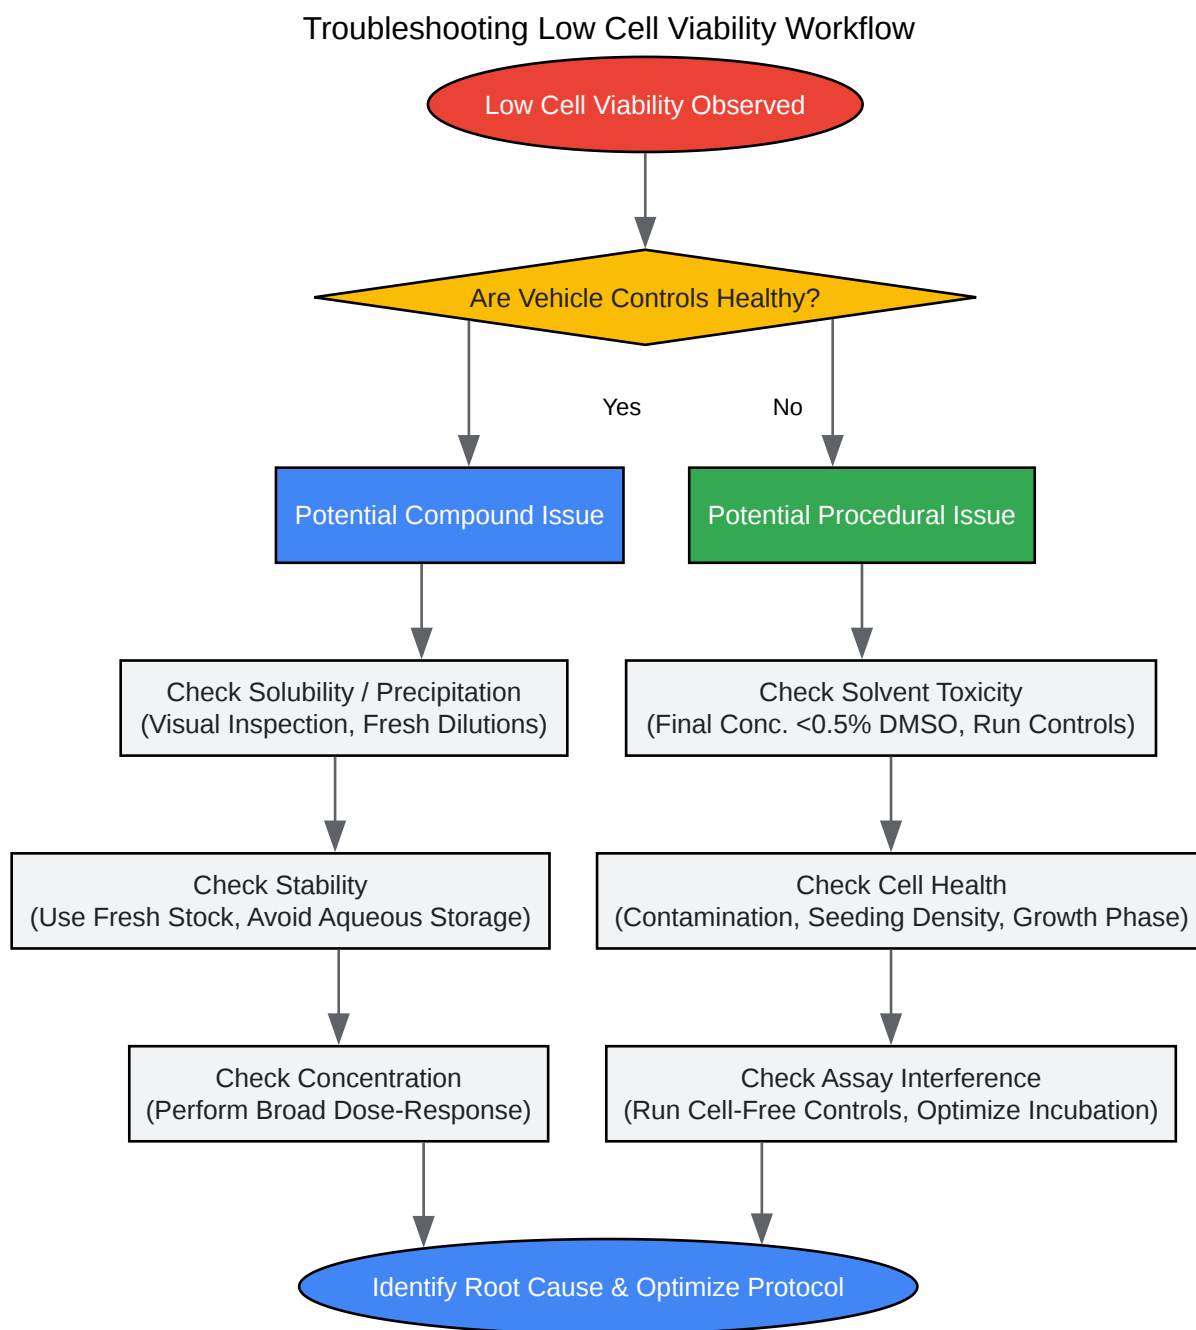 Troubleshooting Low Cell Viability Workflow
Low Cell Viability Observed
Are Vehicle Controls Healthy?
Yes
No
Potential Compound Issue
Potential Procedural Issue
Check Solubility / Precipitation
(Visual Inspection, Fresh Dilutions)
Check Solvent Toxicity
(Final Conc. <0.5% DMSO, Run Controls)
Check Stability
(Use Fresh Stock, Avoid Aqueous Storage)
Check Cell Health
(Contamination, Seeding Density, Growth Phase)
Check Concentration
(Perform Broad Dose-Response)
Check Assay Interference
(Run Cell-Free Controls, Optimize Incubation)
Identify Root Cause & Optimize Protocol